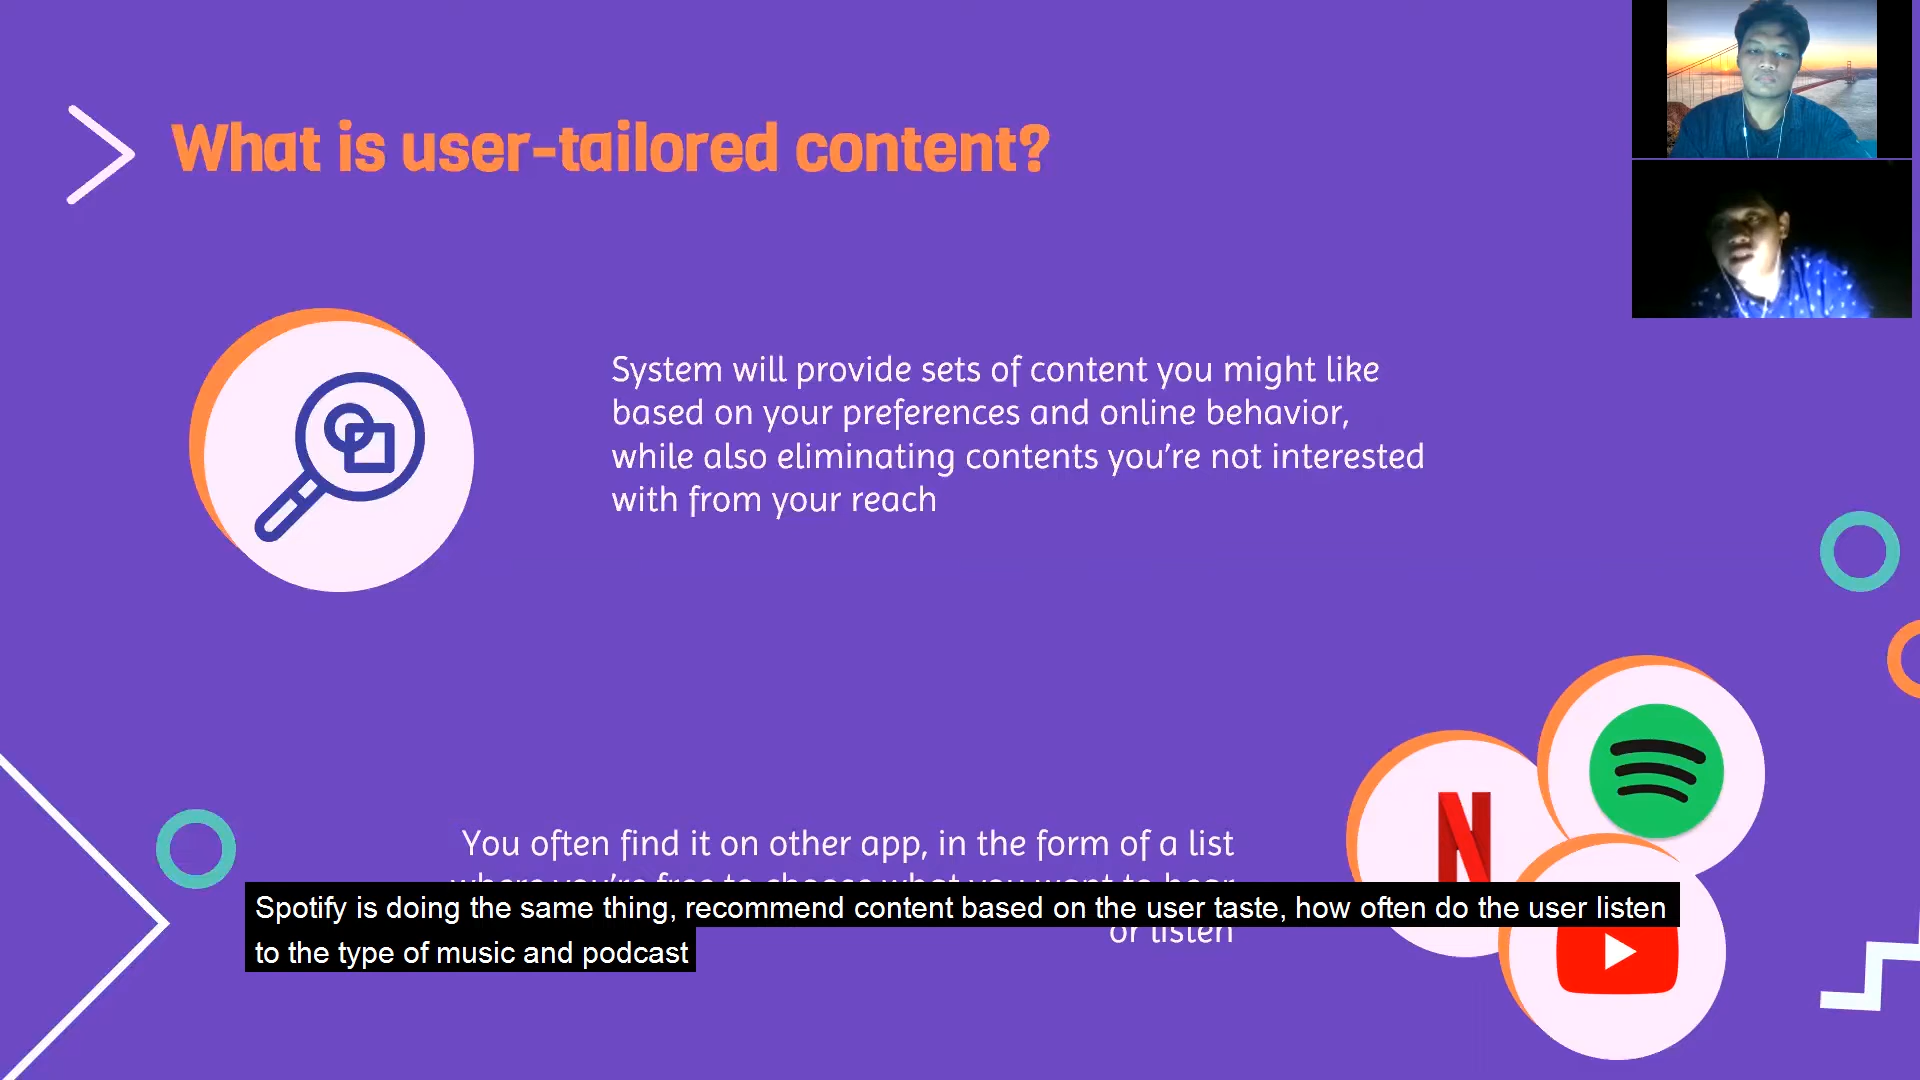 What is user-tailored content?
System will provide sets of content you might like
based on your preferences and online behavior,
while also eliminating contents you’re not interested
with from your reach
You often find it on other app, in the form of a list
where you're free to choose what you want to hear
or listen
Spotify is doing the same thing, recommend content based on the user taste, how often do the user listen
to the type of music and podcast